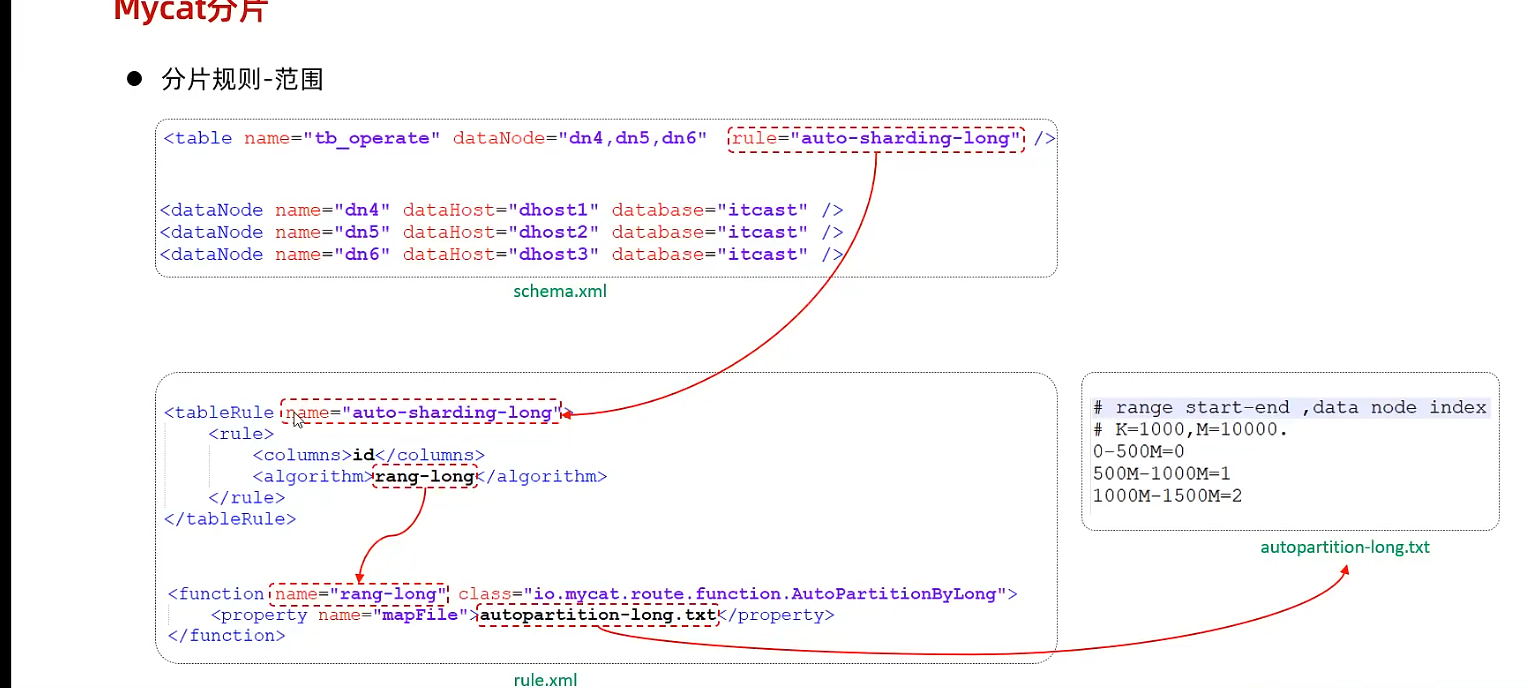 Mycat分片
● 分片规则-范围
<table name="tb_operate" dataNode="dn4,dn5,dn6" rule="auto-sharding-long" />
<dataNode name="dn4" dataHost="dhost1" database="itcast" />
<dataNode name="dn5" dataHost="dhost2" database="itcast" />
<dataNode name="dn6" dataHost="dhost3" database="itcast" />
schema.xml
<tableRule name="auto-sharding-long">
<rule>
<columns>id</columns>
<algorithm>rang-long</algorithm>
</rule>
</tableRule>
<function name="rang-long" class="io.mycat.route.function.AutoPartitionByLong">
<property name="mapFile">autopartition-long.txt</property>
</function>
rule.xml
# range start-end ,data node index
# K=1000,M=10000.
0-500M=0
500M-1000M=1
1000M-1500M=2
autopartition-long.txt